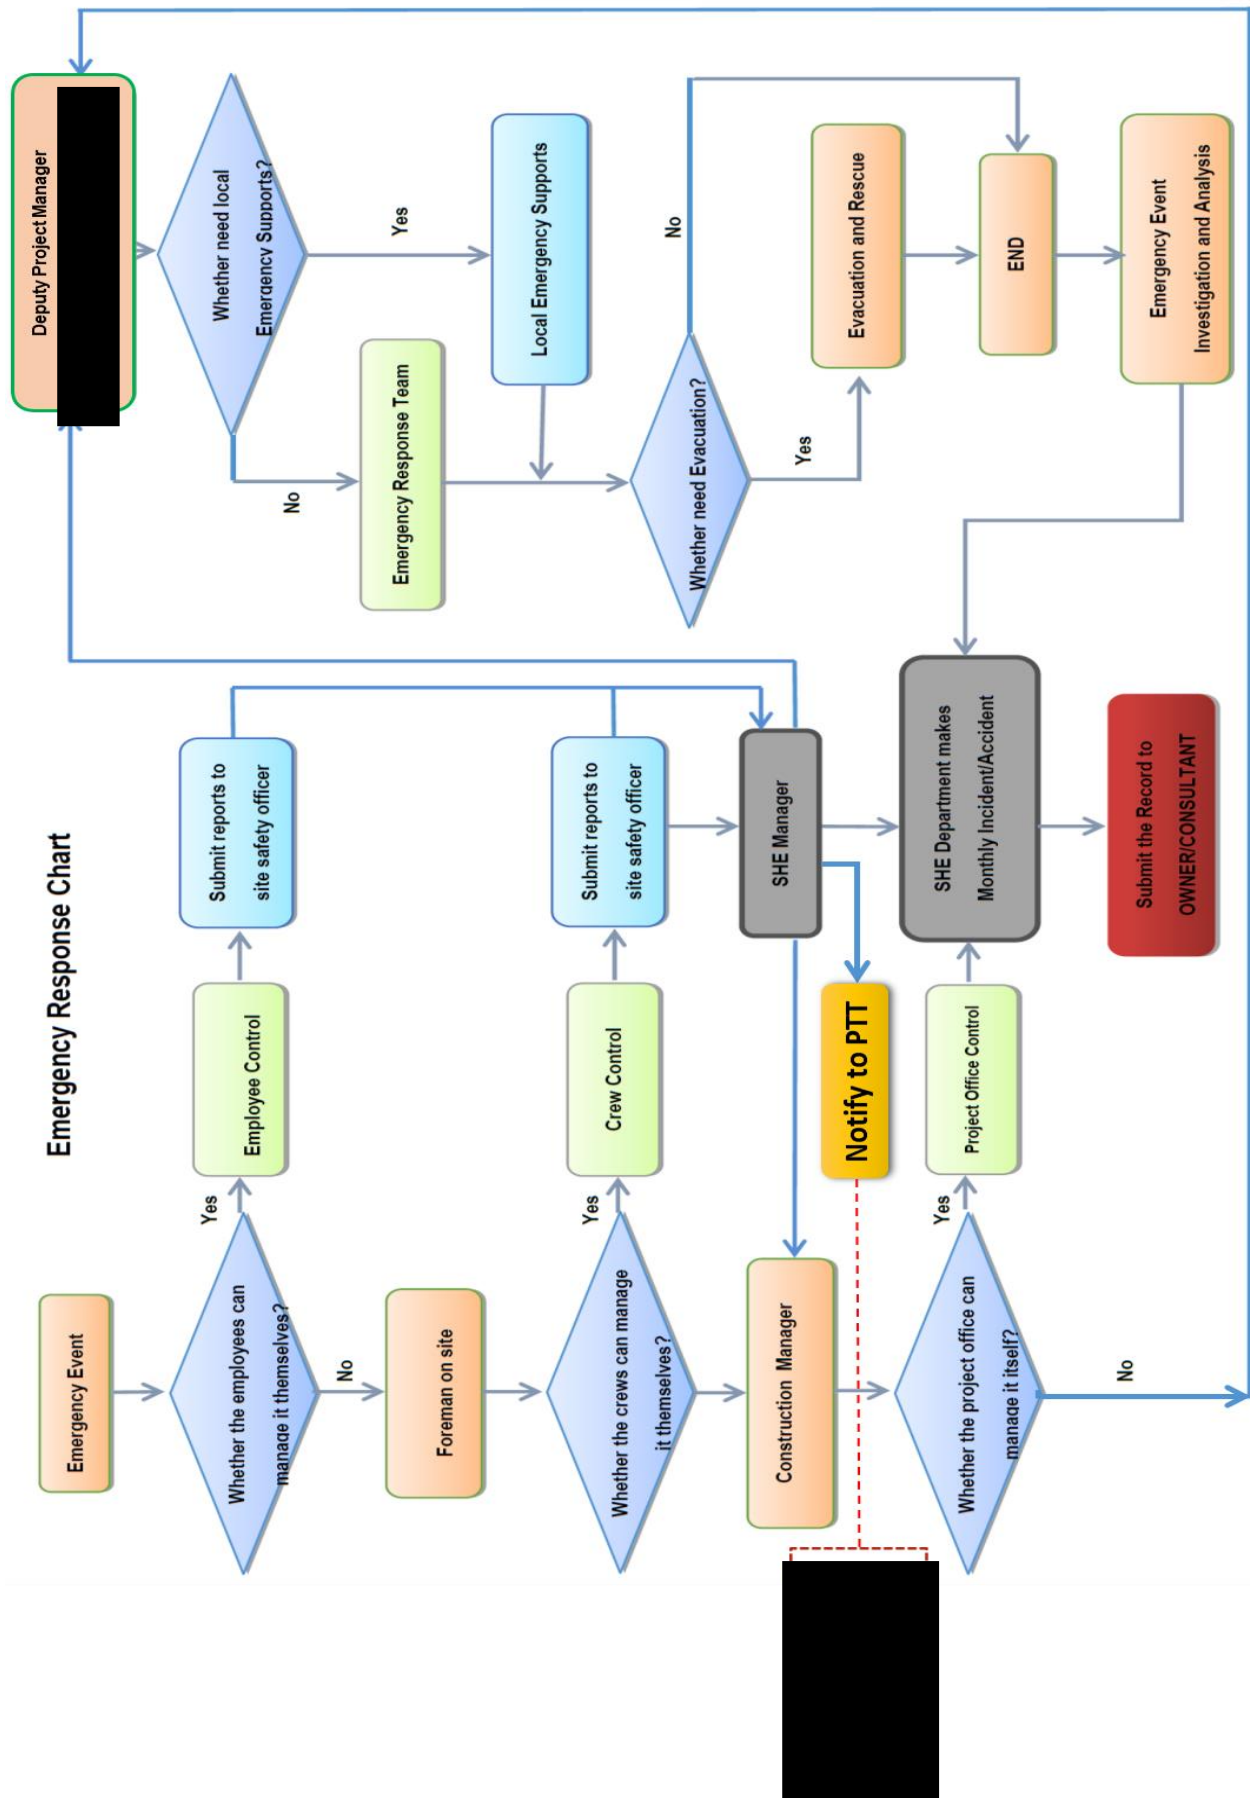 Emergency Response Chart
Emergency Event
Whether the employees can
manage it themselves?
Yes
Employee Control
Submit reports to
site safety officer
No
Foreman on site
Whether the crews can manage
it themselves?
Yes
Crew Control
Submit reports to
site safety officer
Construction Manager
SHE Manager
Notify to PTT
Whether the project office can
manage it itself?
Yes
Project Office Control
SHE Department makes
Monthly Incident/Accident
No
Submit the Record to
OWNER/CONSULTANT
Deputy Project Manager
Whether need local
Emergency Supports?
No
Yes
Emergency Response Team
Local Emergency Supports
Whether need Evacuation?
No
Yes
Evacuation and Rescue
END
Emergency Event
Investigation and Analysis